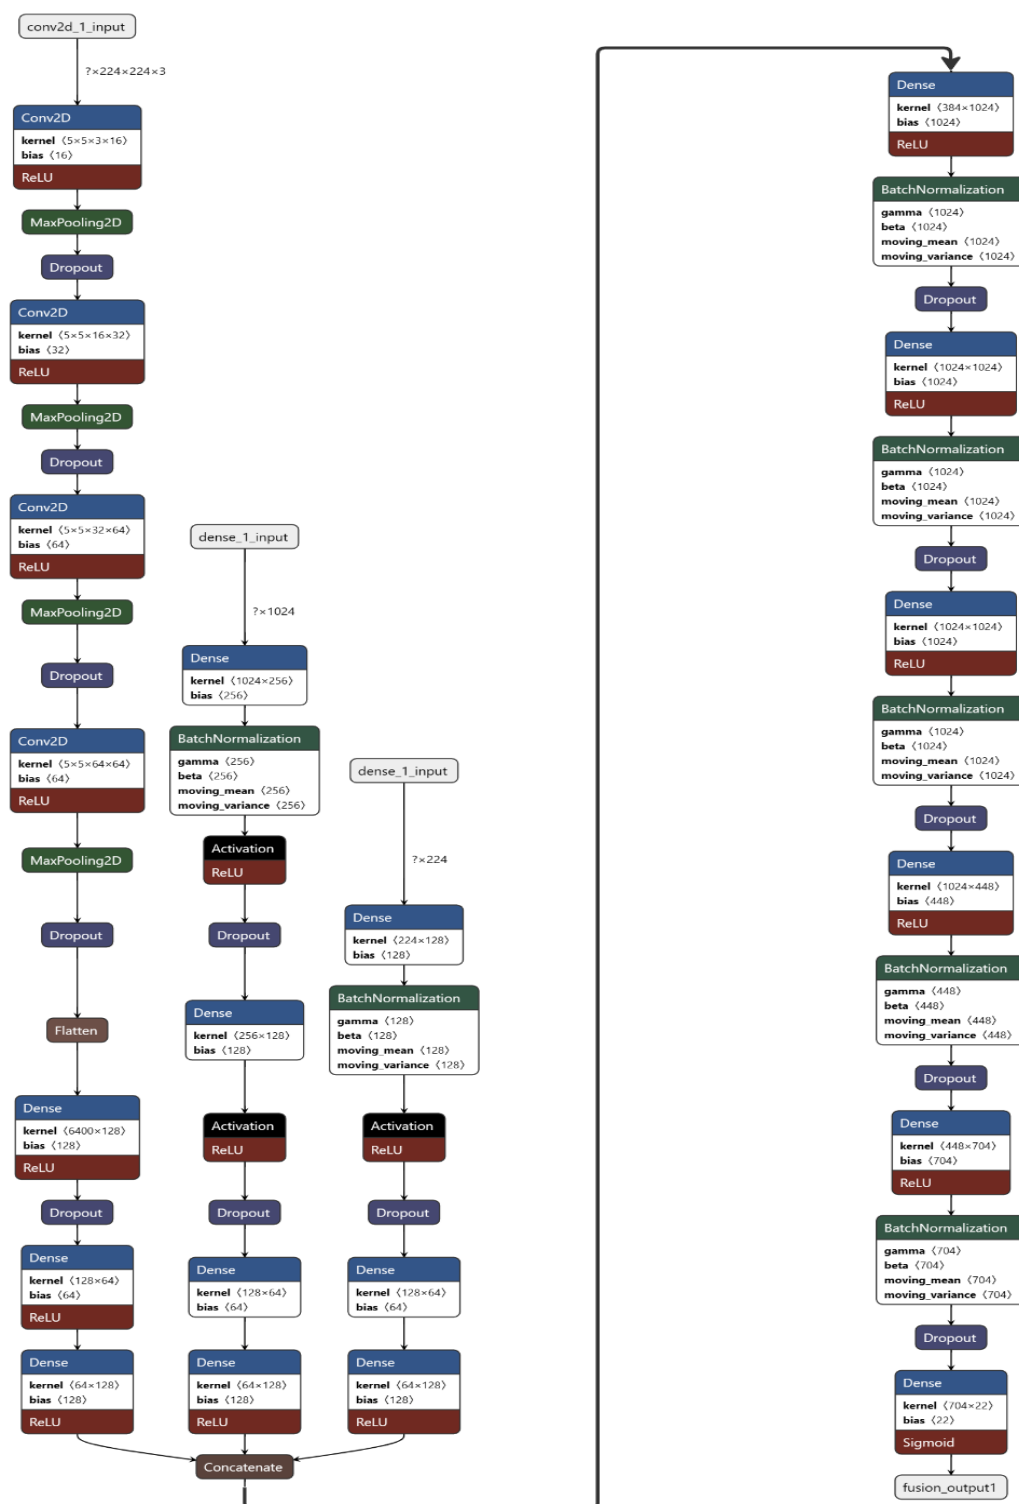 conv2d_1_input
?×224×224×3
Conv2D
kernel ⟨5×5×3×16⟩
bias ⟨16⟩
ReLU
MaxPooling2D
Dropout
Conv2D
kernel ⟨5×5×16×32⟩
bias ⟨32⟩
ReLU
MaxPooling2D
Dropout
Conv2D
kernel ⟨5×5×32×64⟩
bias ⟨64⟩
ReLU
MaxPooling2D
Dropout
Conv2D
kernel ⟨5×5×64×64⟩
bias ⟨64⟩
ReLU
MaxPooling2D
Dropout
Flatten
Dense
kernel ⟨6400×128⟩
bias ⟨128⟩
ReLU
Dropout
Dense
kernel ⟨128×64⟩
bias ⟨64⟩
ReLU
Dense
kernel ⟨64×128⟩
bias ⟨128⟩
ReLU
dense_1_input
?×1024
Dense
kernel ⟨1024×256⟩
bias ⟨256⟩
BatchNormalization
gamma ⟨256⟩
beta ⟨256⟩
moving_mean ⟨256⟩
moving_variance ⟨256⟩
Activation
ReLU
Dropout
Dense
kernel ⟨256×128⟩
bias ⟨128⟩
Activation
ReLU
Dropout
Dense
kernel ⟨128×64⟩
bias ⟨64⟩
Dense
kernel ⟨64×128⟩
bias ⟨128⟩
ReLU
dense_1_input
?×224
Dense
kernel ⟨224×128⟩
bias ⟨128⟩
BatchNormalization
gamma ⟨128⟩
beta ⟨128⟩
moving_mean ⟨128⟩
moving_variance ⟨128⟩
Activation
ReLU
Dropout
Dense
kernel ⟨128×64⟩
bias ⟨64⟩
Dense
kernel ⟨64×128⟩
bias ⟨128⟩
ReLU
Concatenate
Dense
kernel ⟨384×1024⟩
bias ⟨1024⟩
ReLU
BatchNormalization
gamma ⟨1024⟩
beta ⟨1024⟩
moving_mean ⟨1024⟩
moving_variance ⟨1024⟩
Dropout
Dense
kernel ⟨1024×1024⟩
bias ⟨1024⟩
ReLU
BatchNormalization
gamma ⟨1024⟩
beta ⟨1024⟩
moving_mean ⟨1024⟩
moving_variance ⟨1024⟩
Dropout
Dense
kernel ⟨1024×1024⟩
bias ⟨1024⟩
ReLU
BatchNormalization
gamma ⟨1024⟩
beta ⟨1024⟩
moving_mean ⟨1024⟩
moving_variance ⟨1024⟩
Dropout
Dense
kernel ⟨1024×448⟩
bias ⟨448⟩
ReLU
BatchNormalization
gamma ⟨448⟩
beta ⟨448⟩
moving_mean ⟨448⟩
moving_variance ⟨448⟩
Dropout
Dense
kernel ⟨448×704⟩
bias ⟨704⟩
ReLU
BatchNormalization
gamma ⟨704⟩
beta ⟨704⟩
moving_mean ⟨704⟩
moving_variance ⟨704⟩
Dropout
Dense
kernel ⟨704×22⟩
bias ⟨22⟩
Sigmoid
fusion_output1